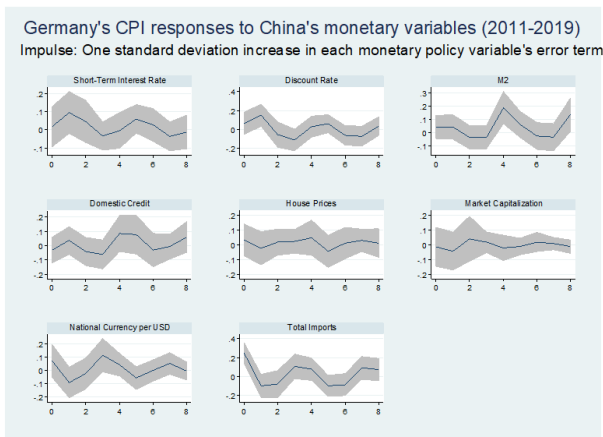 Germany's CPI responses to China's monetary variables (2011-2019)
Impulse: One standard deviation increase in each monetary policy variable's error term
Short-Term Interest Rate
.2
.1
0
-.1
0 2 4 6 8
Discount Rate
.4
.2
0
-.2
0 2 4 6 8
M2
.3
.2
.1
0
-.1
0 2 4 6 8
Domestic Credit
.2
.1
0
-.1
-.2
0 2 4 6 8
House Prices
.2
.1
0
-.1
-.2
0 2 4 6 8
Market Capitalization
.2
.1
0
-.1
-.2
0 2 4 6 8
National Currency per USD
.2
.1
0
-.1
-.2
0 2 4 6 8
Total Imports
.4
.2
0
-.2
0 2 4 6 8